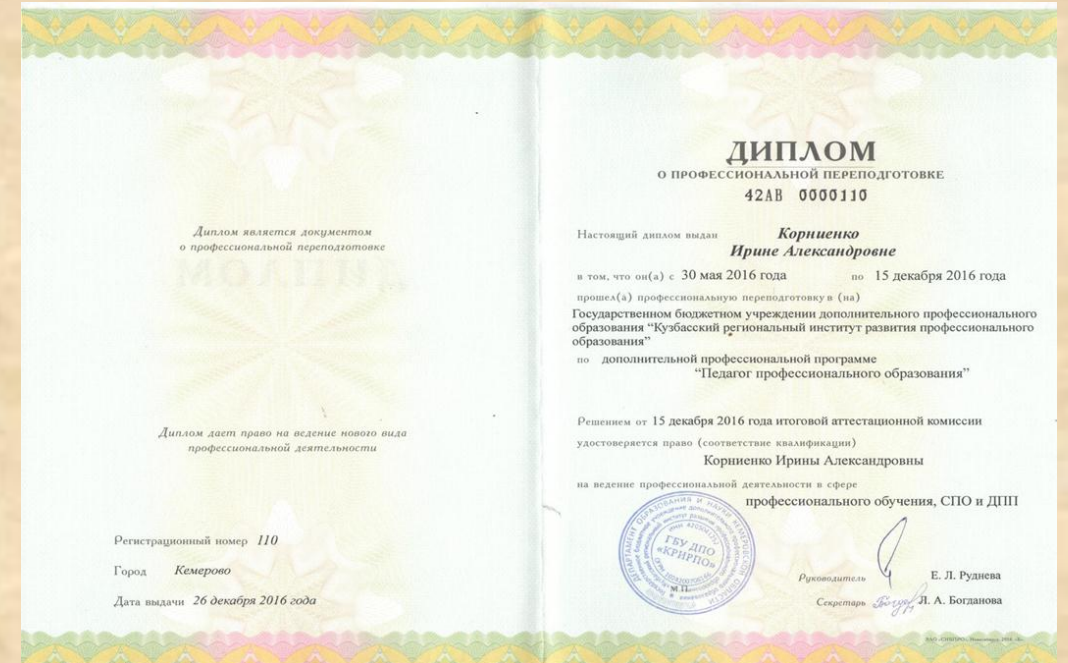 Диплом является документом
о профессиональной переподготовке
Диплом дает право на ведение нового вида
профессиональной деятельности
Регистрационный номер 110
Город Кемерово
Дата выдачи 26 декабря 2016 года
ДИПЛОМ
О ПРОФЕССИОНАЛЬНОЙ ПЕРЕПОДГОТОВКЕ
42АВ 0000110
Настоящий диплом выдан Корниенко
Ирине Александровне
в том, что он(а) с 30 мая 2016 года по 15 декабря 2016 года
прошел(а) профессиональную переподготовку в (на)
Государственном бюджетном учреждении дополнительного профессионального
образования “Кузбасский региональный институт развития профессионального
образования”
по дополнительной профессиональной программе
“Педагог профессионального образования”
Решением от 15 декабря 2016 года итоговой аттестационной комиссии
удостоверяется право (соответствие квалификации)
Корниенко Ирины Александровны
на ведение профессиональной деятельности в сфере
профессионального обучения, СПО и ДПП
ДЕПАРТАМЕНТ ОБРАЗОВАНИЯ И НАУКИ КЕМЕРОВСКОЙ ОБЛАСТИ
ГБУ ДПО
«КРИРПО»
М.П.
Руководитель Е. Л. Руднева
Секретарь Л. А. Богданова